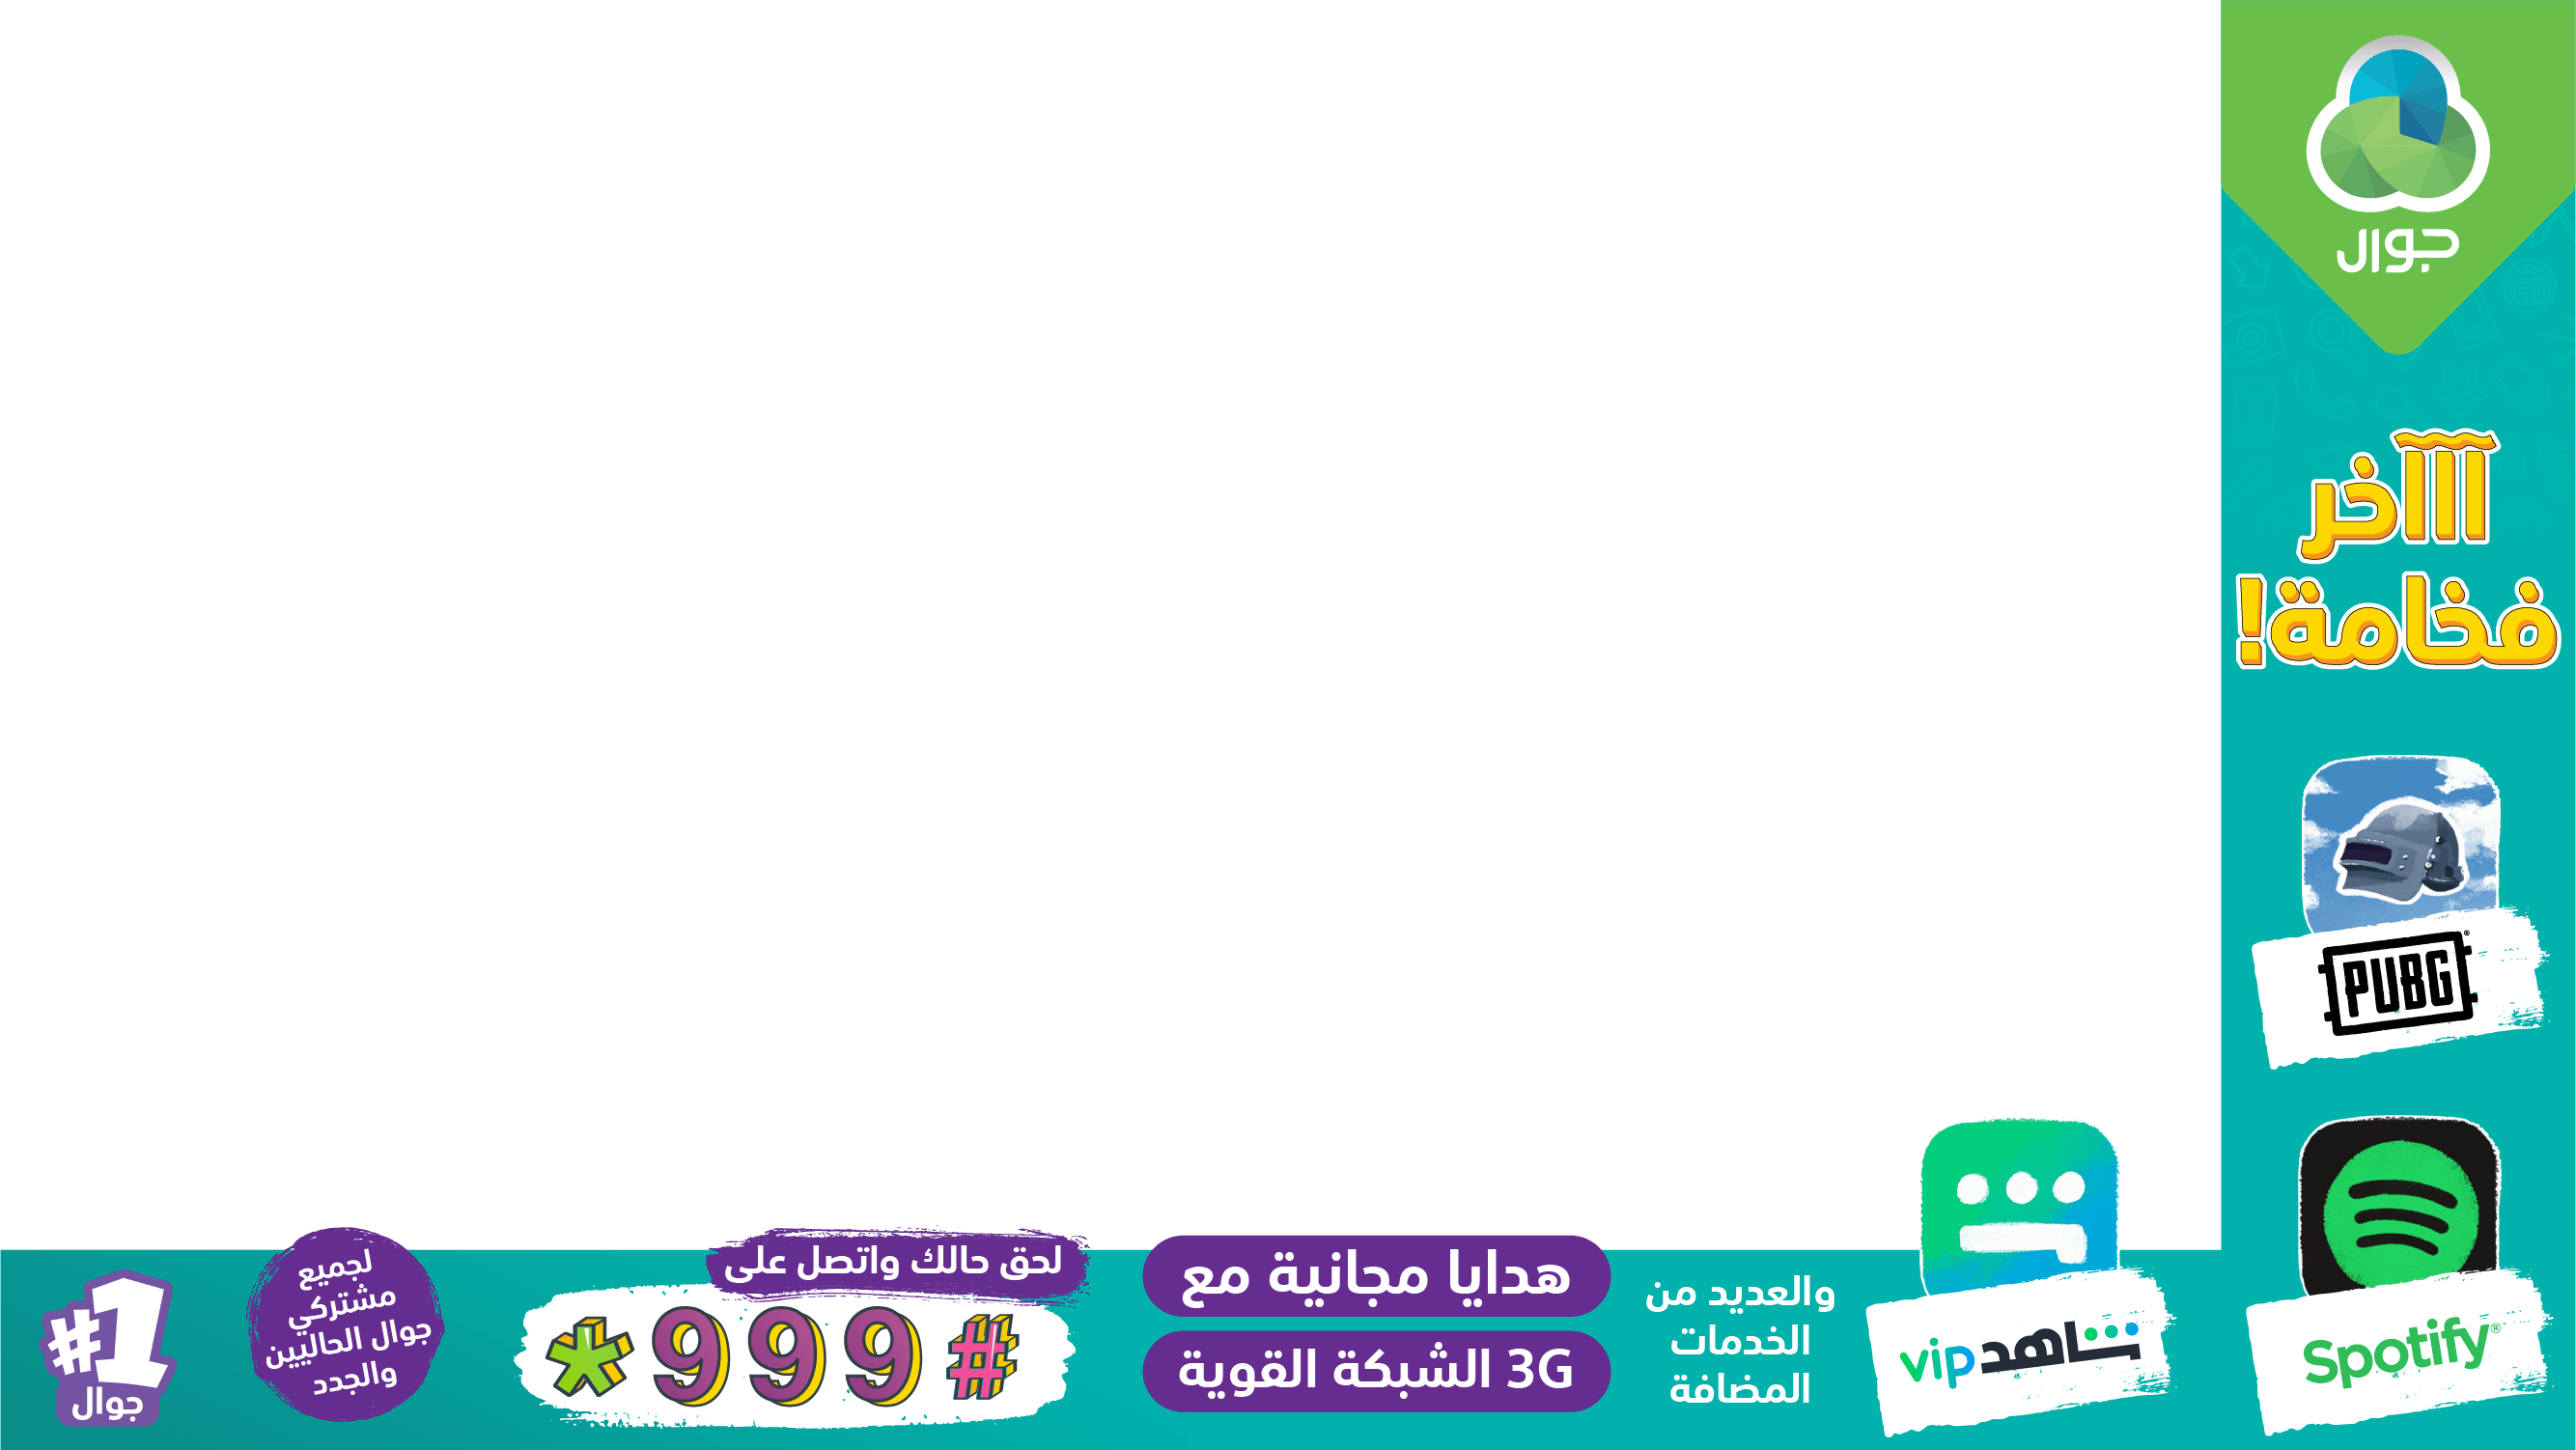 جوال
آآآخر
فخامة!
PUBG
Spotify
شاهد vip
والعديد من
الخدمات
المضافة
هدايا مجانية مع
3G الشبكة القوية
لحق حالك واتصل على
*999#
لجميع
مشتركي
جوال الحاليين
والجدد
#1
جوال